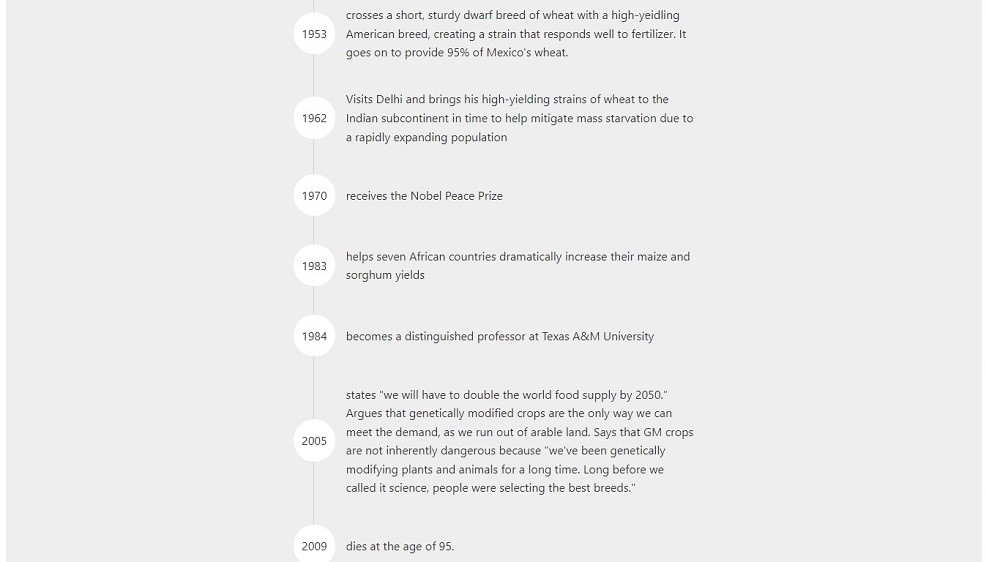 crosses a short, sturdy dwarf breed of wheat with a high-yeidling
1953
American breed, creating a strain that responds well to fertilizer. It
goes on to provide 95% of Mexico's wheat.
Visits Delhi and brings his high-yielding strains of wheat to the
1962
Indian subcontinent in time to help mitigate mass starvation due to
a rapidly expanding population
1970
receives the Nobel Peace Prize
1983
helps seven African countries dramatically increase their maize and
sorghum yields
1984
becomes a distinguished professor at Texas A&M University
2005
states "we will have to double the world food supply by 2050."
Argues that genetically modified crops are the only way we can
meet the demand, as we run out of arable land. Says that GM crops
are not inherently dangerous because "we've been genetically
modifying plants and animals for a long time. Long before we
called it science, people were selecting the best breeds."
2009
dies at the age of 95.